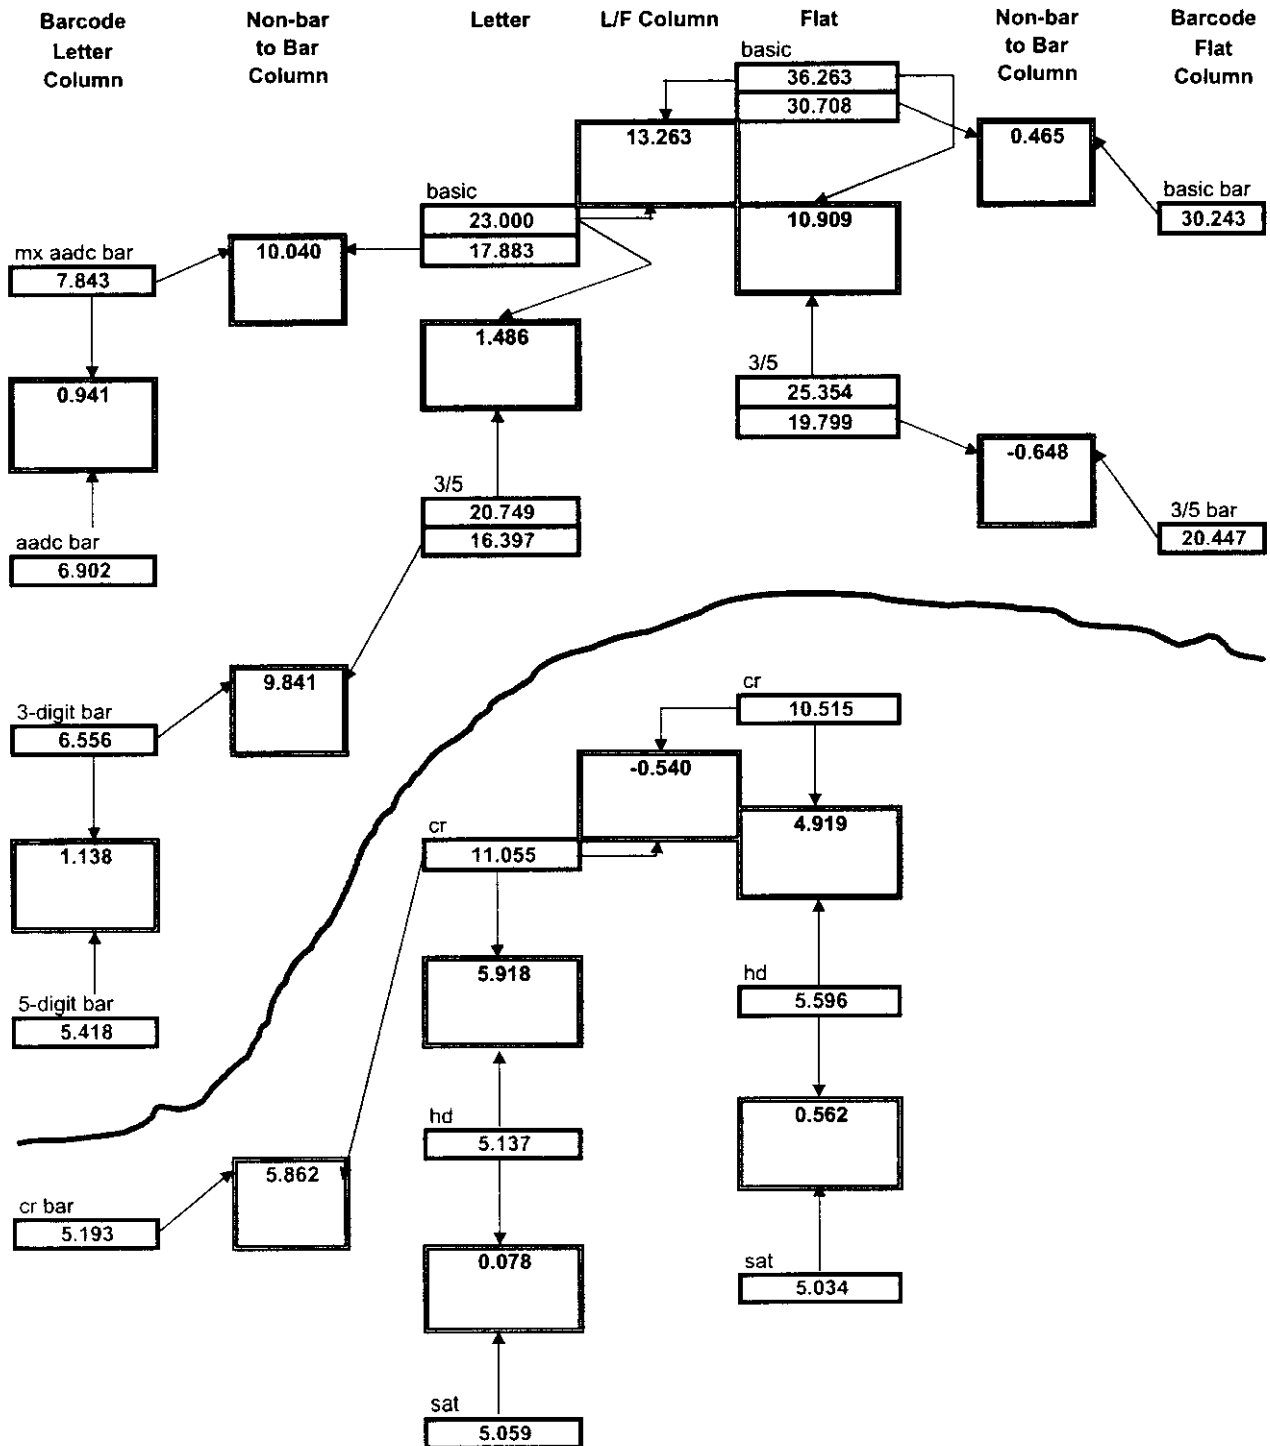 Barcode Letter Column
Non-bar to Bar Column
Letter
L/F Column
Flat
Non-bar to Bar Column
Barcode Flat Column
basic
36.263
30.708
13.263
0.465
basic
basic bar
23.000
10.909
30.243
17.883
10.040
mx aadc bar
7.843
1.486
3/5
0.941
25.354
19.799
-0.648
3/5
20.749
3/5 bar
16.397
20.447
aadc bar
6.902
9.841
cr
3-digit bar
10.515
6.556
-0.540
4.919
cr
1.138
11.055
5.918
hd
5-digit bar
5.596
5.418
hd
0.562
5.137
5.862
cr bar
5.193
0.078
sat
5.034
sat
5.059